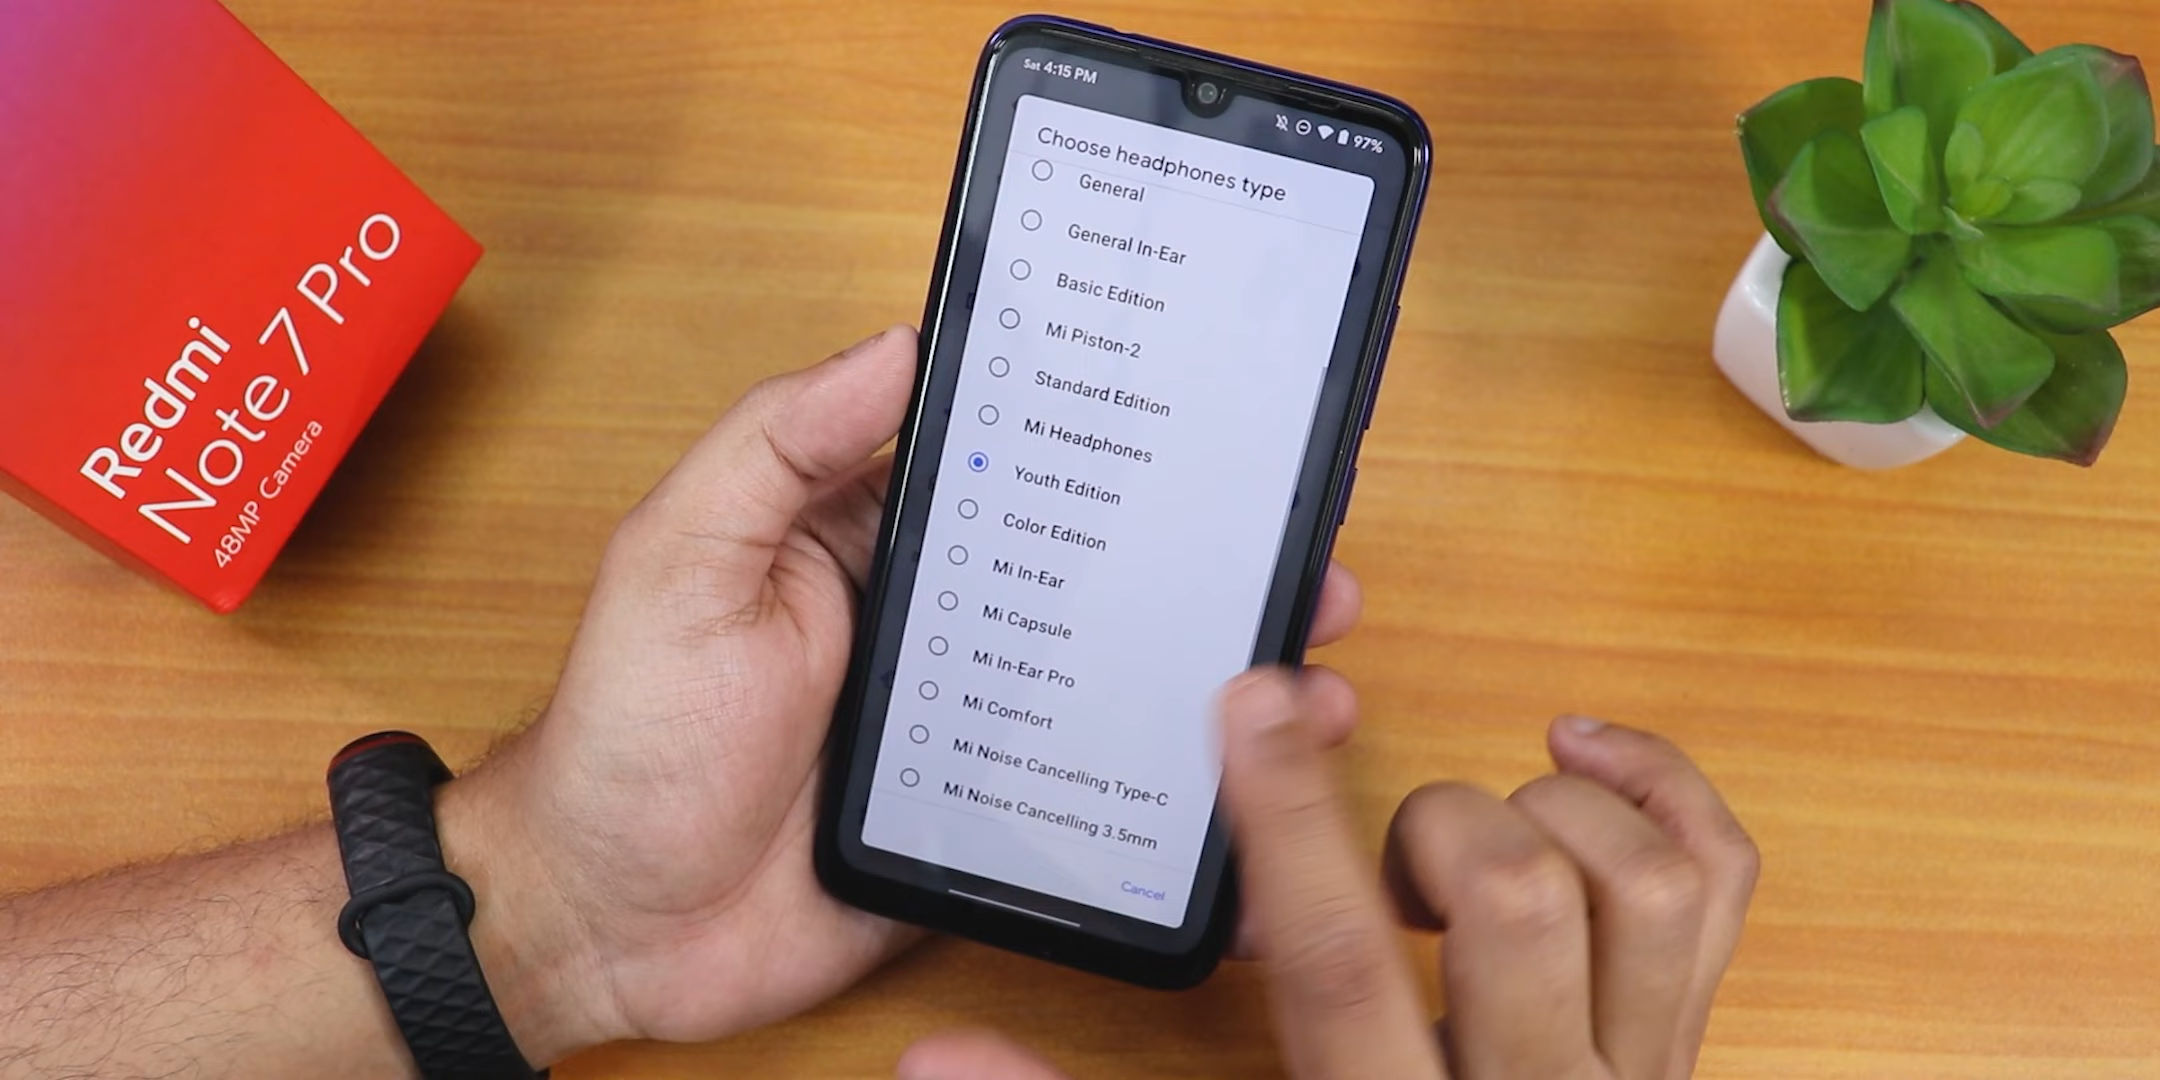 Redmi
Note 7 Pro
48MP Camera
Sat 4:15 PM
97%
Choose headphones type
General
General In-Ear
Basic Edition
Mi Piston-2
Standard Edition
Mi Headphones
Youth Edition
Color Edition
Mi In-Ear
Mi Capsule
Mi In-Ear Pro
Mi Comfort
Mi Noise Cancelling Type-C
Mi Noise Cancelling 3.5mm
Cancel